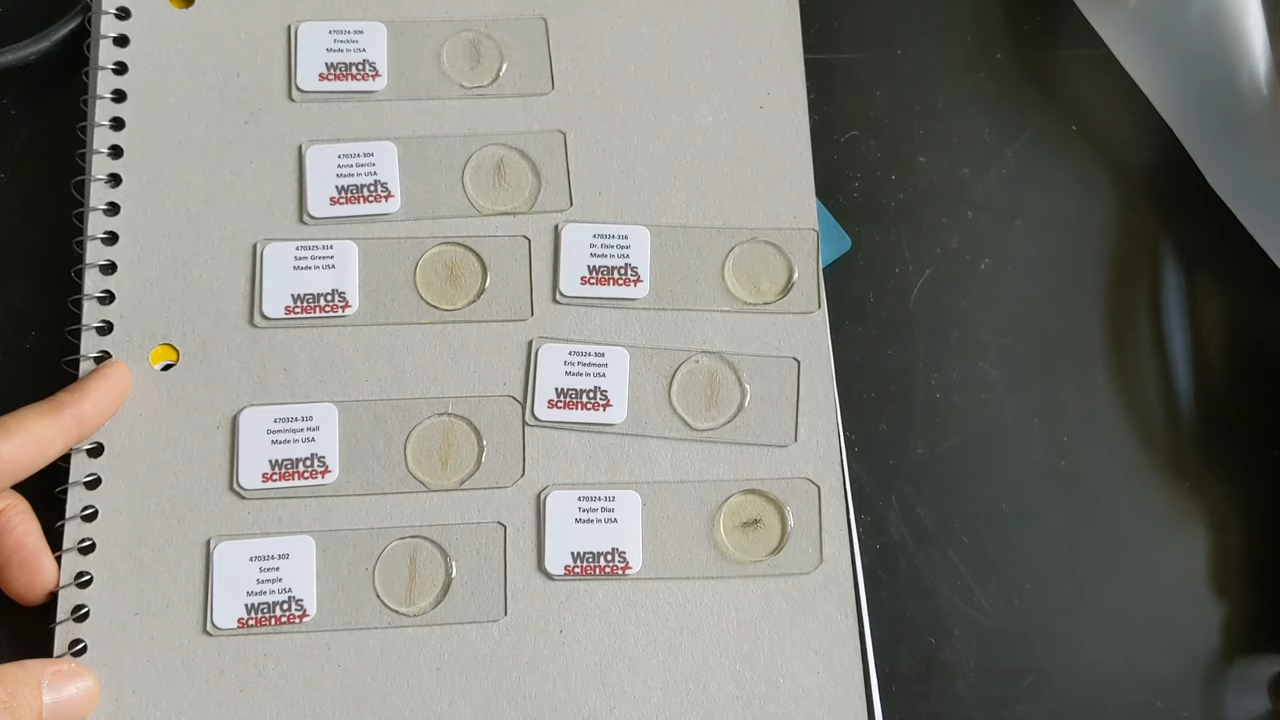 470324-306
Freckles
Made in USA
ward's
science+
470324-304
Anna Garcia
Made in USA
ward's
science+
470325-314
Sam Greene
Made in USA
ward's
science+
470324-316
Dr. Elsie Opal
Made in USA
ward's
science+
470324-308
Eric Piedmont
Made in USA
ward's
science+
470324-310
Dominique Hall
Made in USA
ward's
science+
470324-312
Taylor Diaz
Made in USA
ward's
science+
470324-302
Scene
Sample
Made in USA
ward's
science+